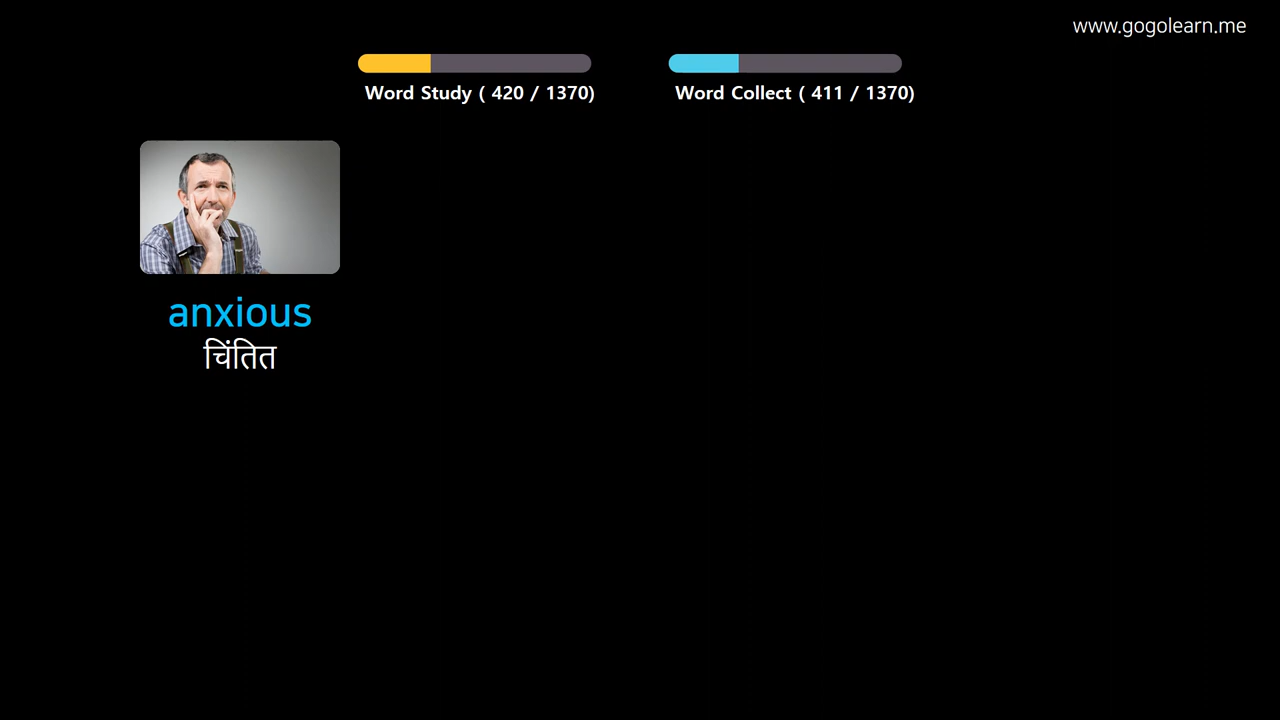 www.gogolearn.me
Word Study ( 420 / 1370)
Word Collect ( 411 / 1370)
anxious
चिंतित